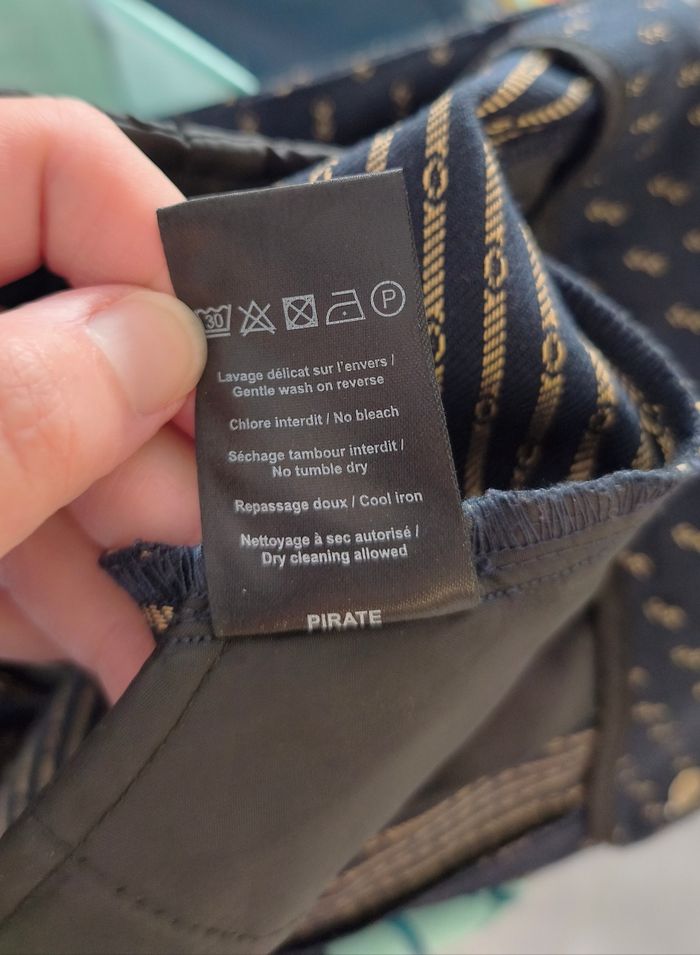 30 P
Lavage délicat sur l'envers /
Gentle wash on reverse
Chlore interdit / No bleach
Séchage tambour interdit /
No tumble dry
Repassage doux / Cool iron
Nettoyage à sec autorisé /
Dry cleaning allowed
PIRATE